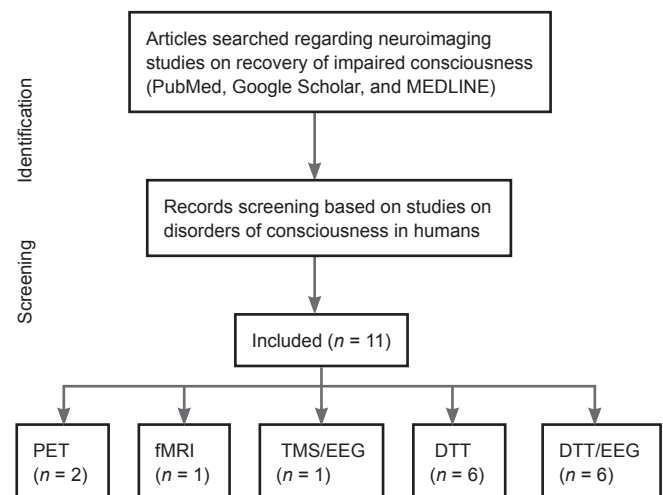 Articles searched regarding neuroimaging
studies on recovery of impaired consciousness
(PubMed, Google Scholar, and MEDLINE)
Identification
Records screening based on studies on
disorders of consciousness in humans
Screening
Included (n = 11)
PET
(n = 2)
fMRI
(n = 1)
TMS/EEG
(n = 1)
DTT
(n = 6)
DTT/EEG
(n = 6)